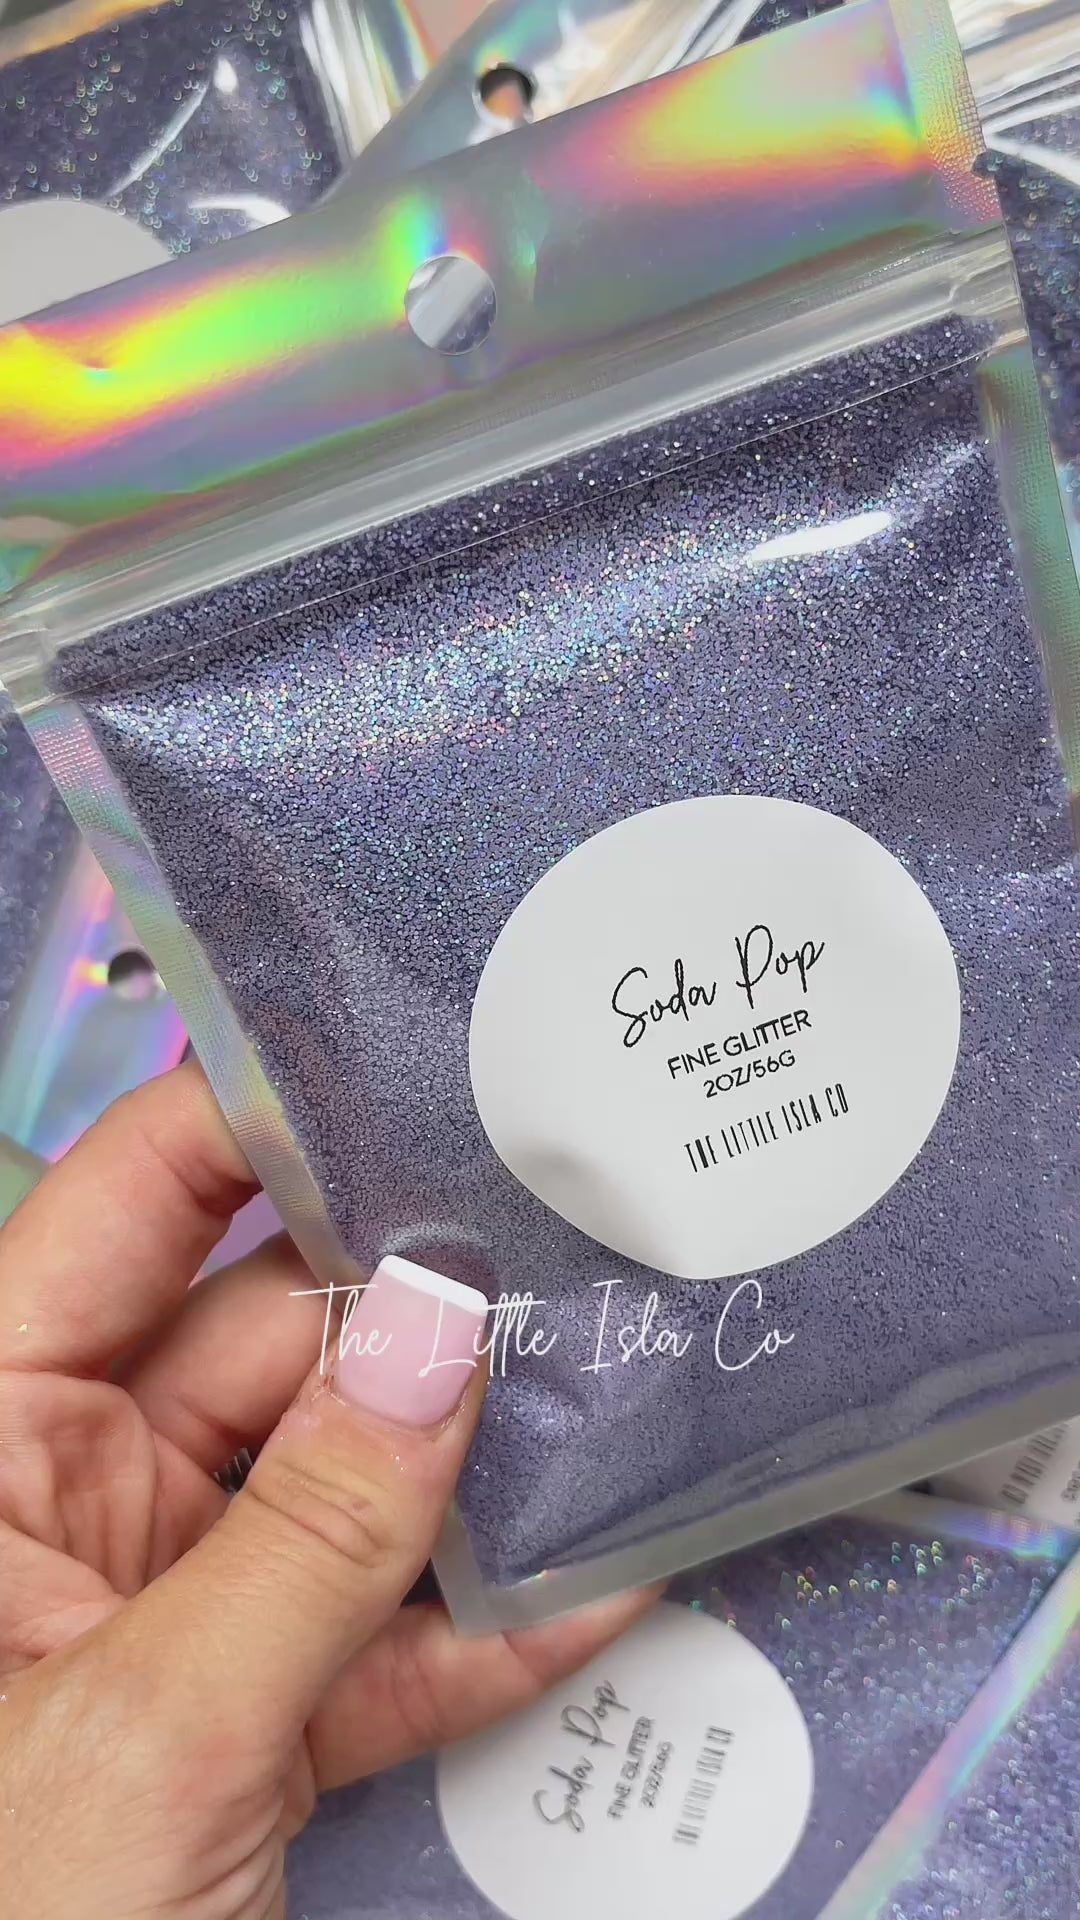 Soda Pop
FINE GLITTER
2OZ/56G
THE LITTLE ISLA CO
The Little Isla Co
Soda Pop
FINE GLITTER
2OZ/56G
THE LITTLE ISLA CO